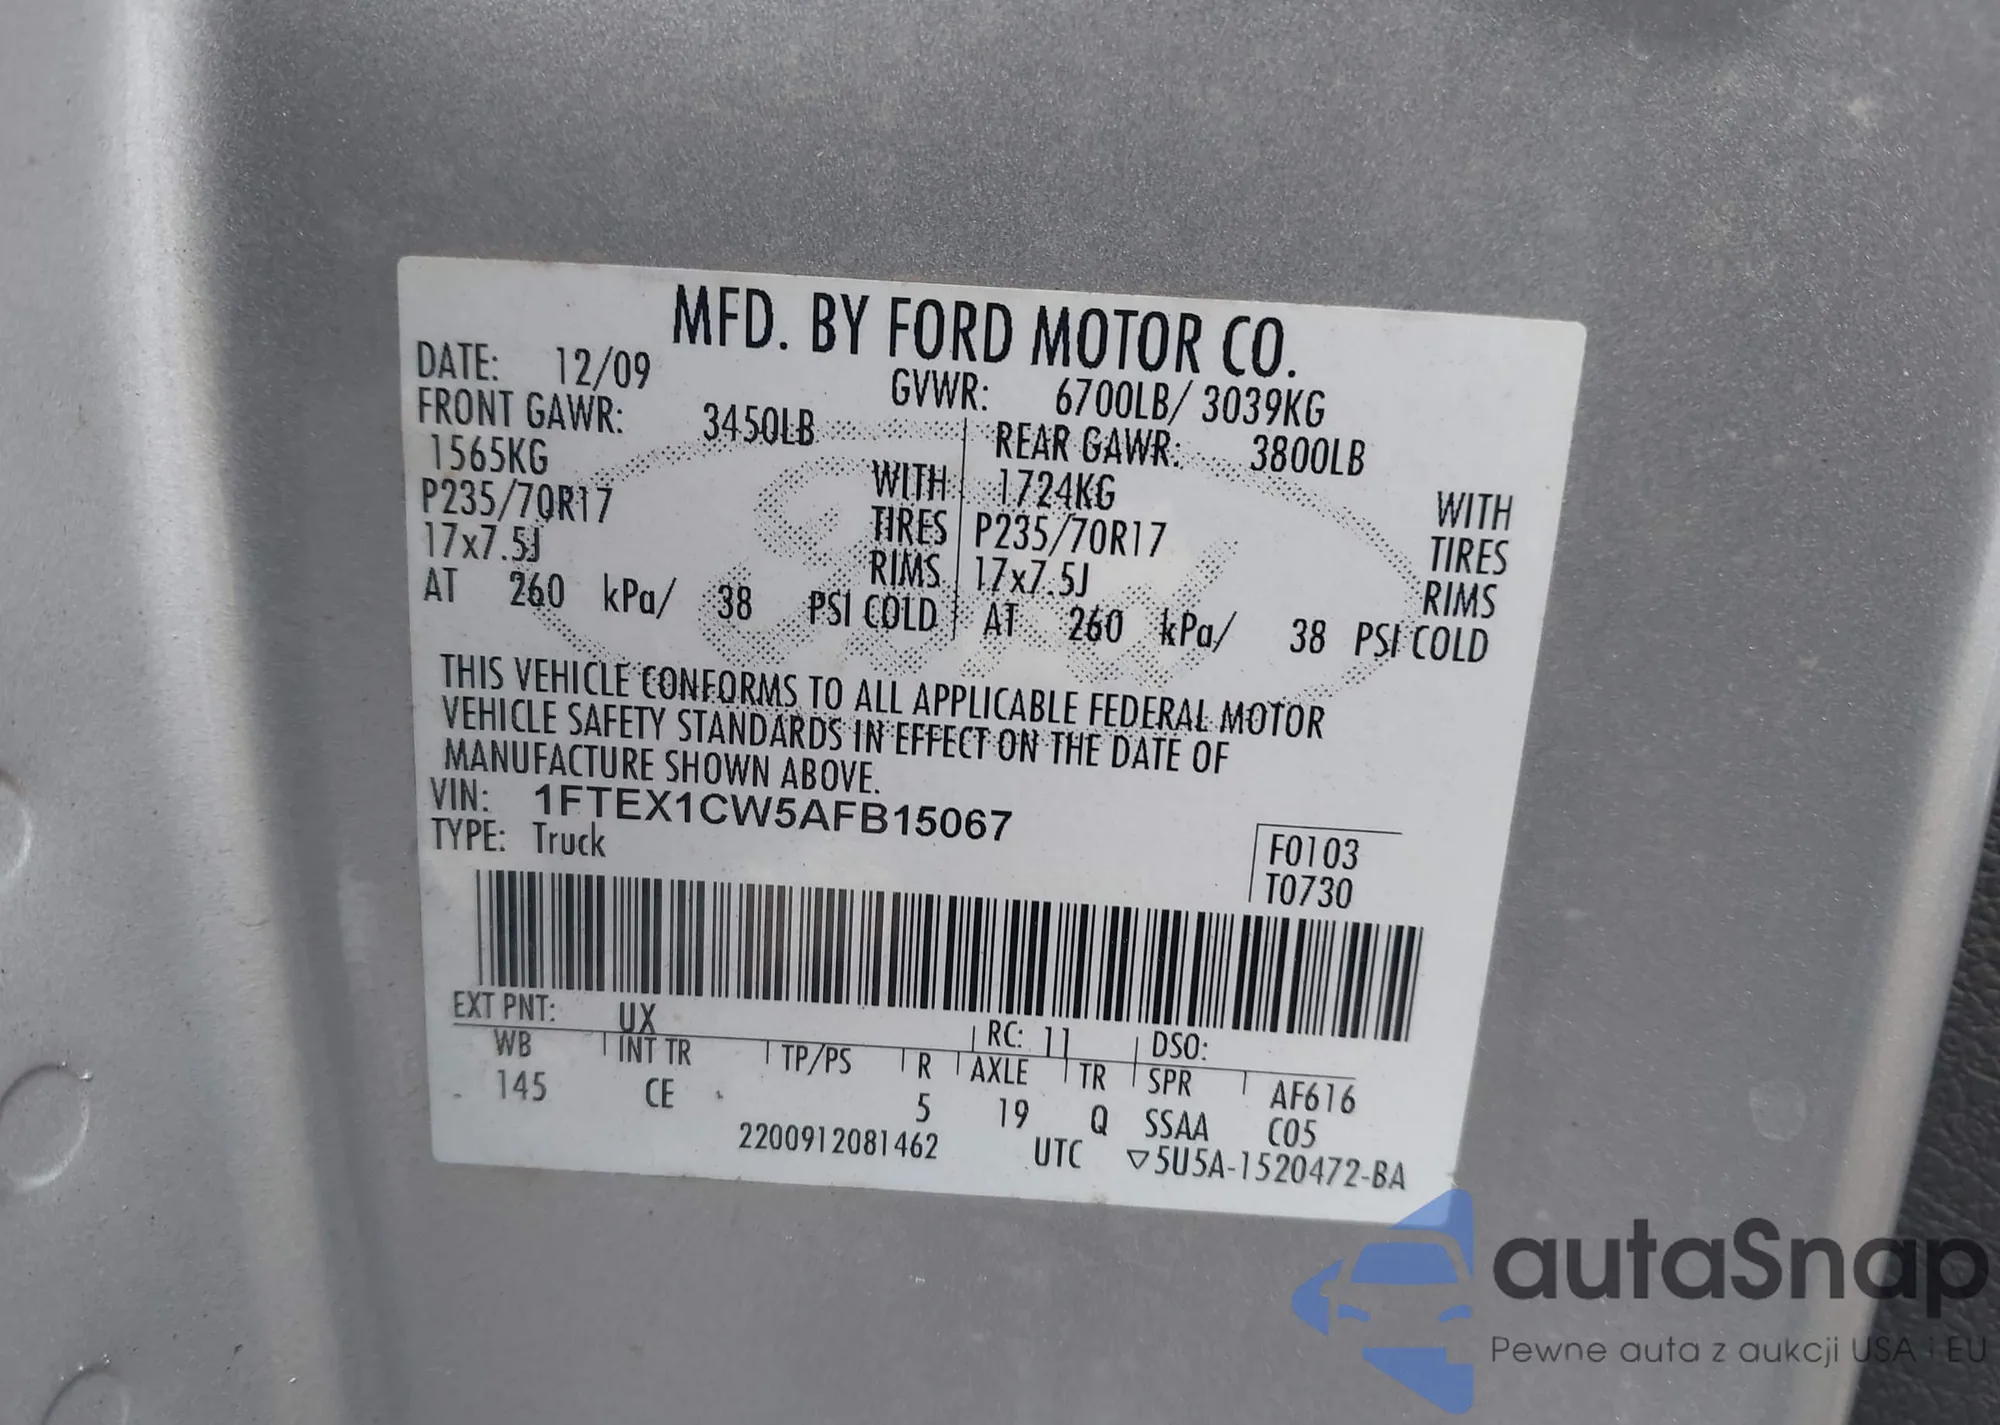 MFD. BY FORD MOTOR CO.
DATE: 12/09 GVWR: 6700LB/ 3039KG
FRONT GAWR: 3450LB REAR GAWR: 3800LB
1565KG WITH 1724KG WITH
P235/70R17 TIRES P235/70R17 TIRES
17x7.5J RIMS 17x7.5J RIMS
AT 260 kPa/ 38 PSI COLD AT 260 kPa/ 38 PSI COLD
THIS VEHICLE CONFORMS TO ALL APPLICABLE FEDERAL MOTOR
VEHICLE SAFETY STANDARDS IN EFFECT ON THE DATE OF
MANUFACTURE SHOWN ABOVE.
VIN: 1FTEX1CW5AFB15067
TYPE: Truck
F0103
T0730
EXT PNT: UX RC: 11 DSO:
WB INT TR TP/PS R AXLE TR SPR AF616
145 CE 5 19 Q SSAA C05
2200912081462 UTC ▽5U5A-1520472-BA
autaSnap
Pewne auta z aukcji USA i EU